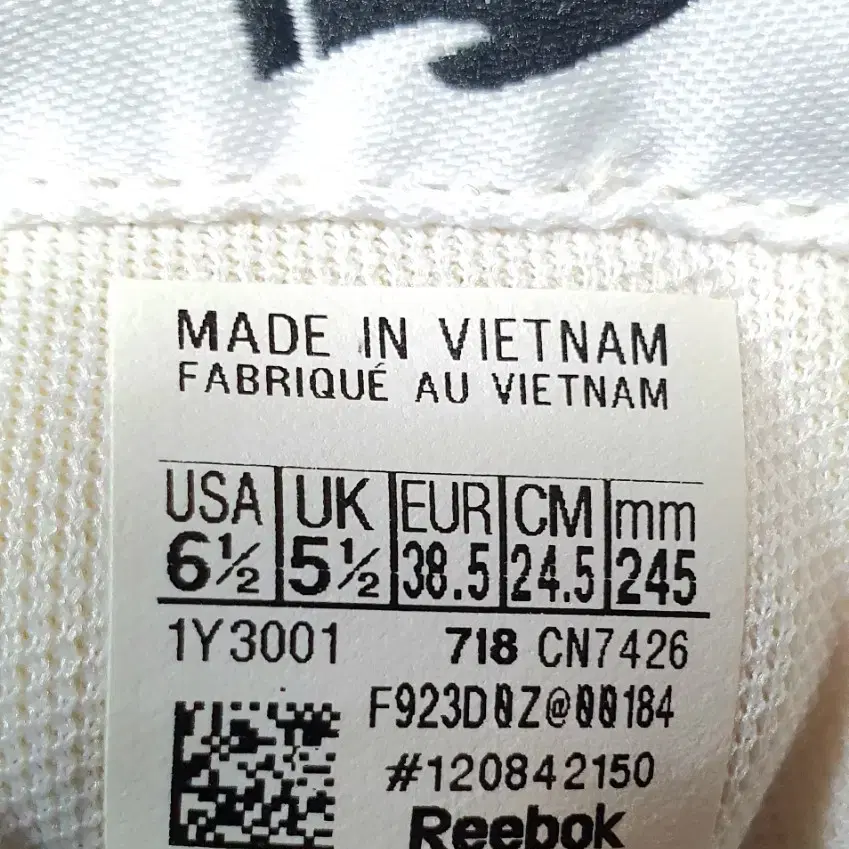 MADE IN VIETNAM
FABRIQUÉ AU VIETNAM
USA UK EUR CM mm
6½ 5½ 38.5 24.5 245
1Y3001 718 CN7426
F923D0Z@00184
#120842150
Reebok